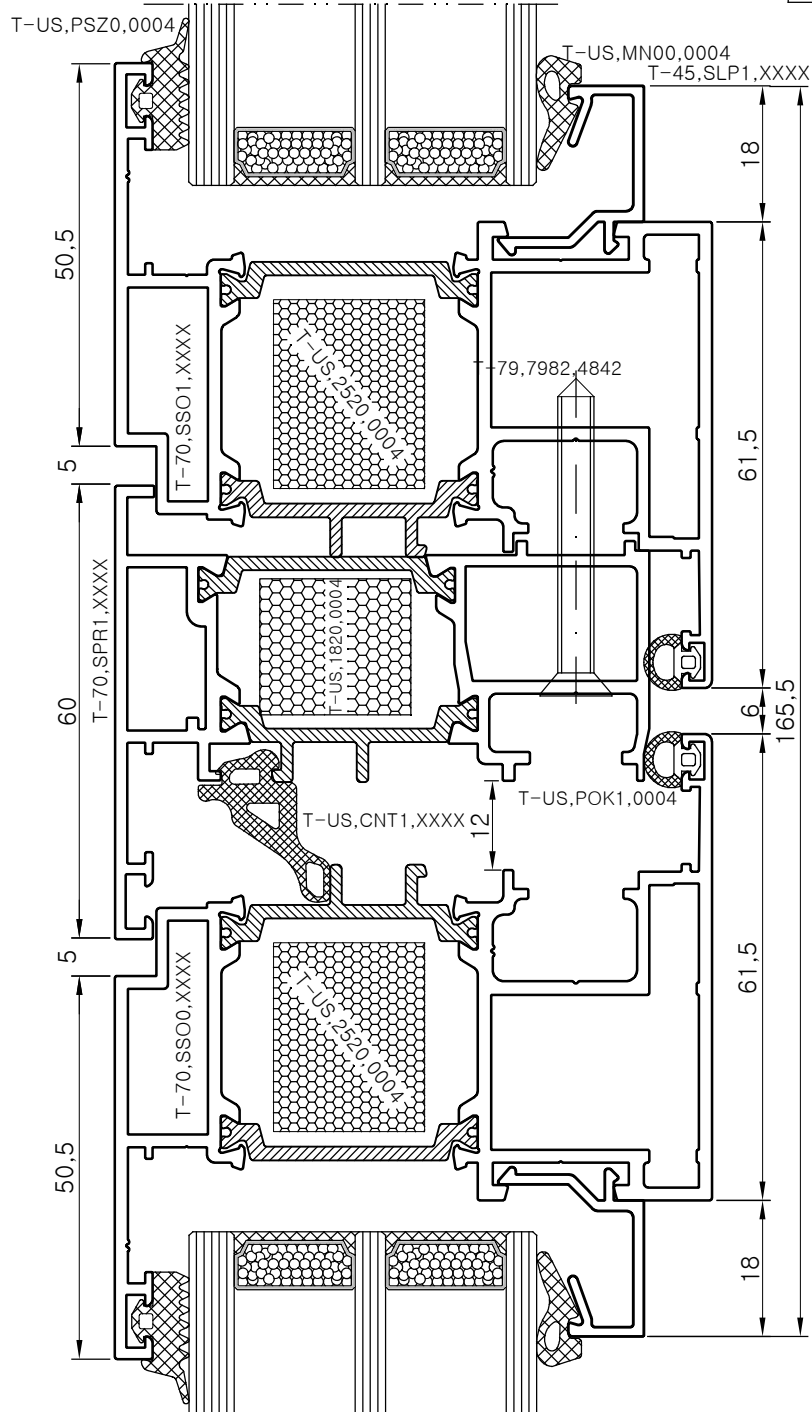 T-US,PSZ0,0004
T-US,MN00,0004
T-45,SLP1,XXXX
18
50,5
T-US,2520,0004
T-70,SSO1,XXXX
T-79,7982,4842
61,5
5
T-70,SPR1,XXXX
T-US,1820,0004
60
6
165,5
T-US,POK1,0004
T-US,CNT1,XXXX
12
5
T-70,SSO0,XXXX
T-US,2520,0004
61,5
50,5
18